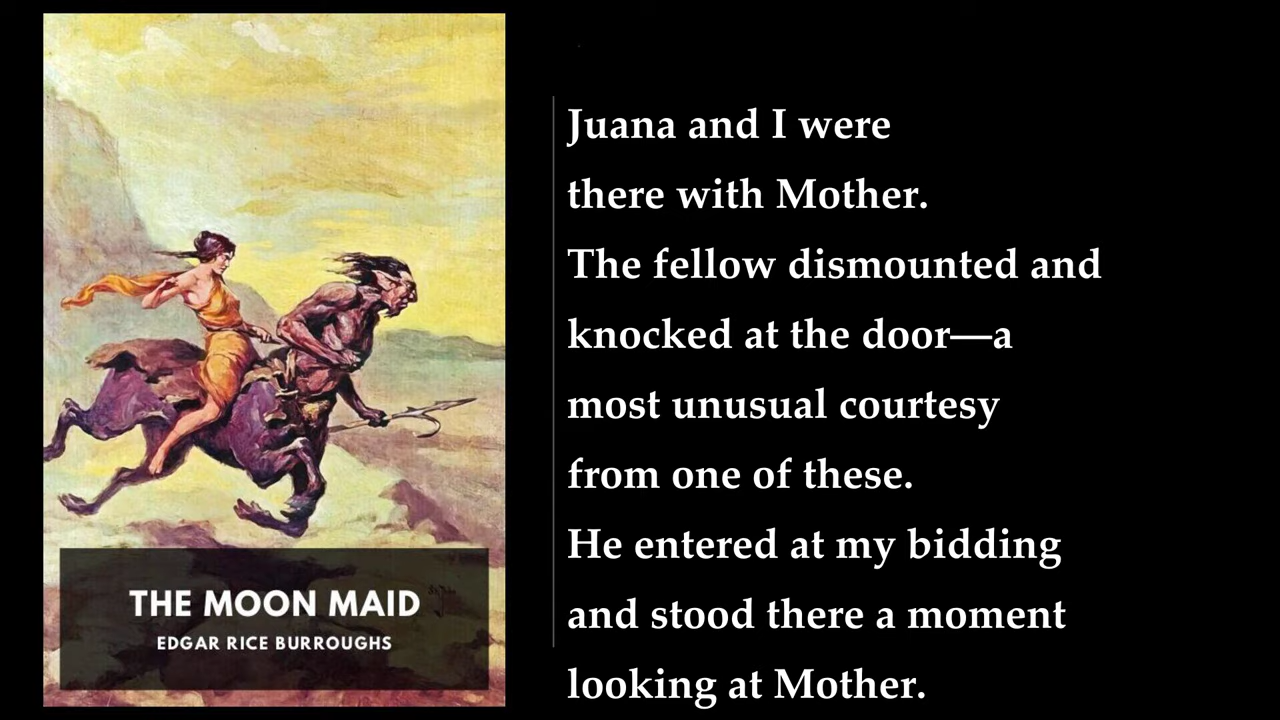 THE MOON MAID
EDGAR RICE BURROUGHS
Juana and I were
there with Mother.
The fellow dismounted and
knocked at the door—a
most unusual courtesy
from one of these.
He entered at my bidding
and stood there a moment
looking at Mother.